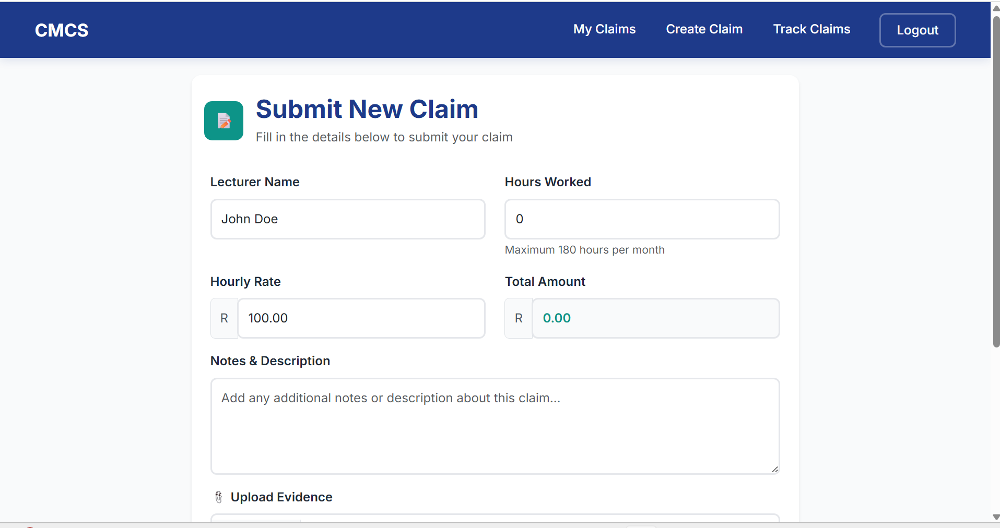 CMCS
My Claims
Create Claim
Track Claims
Logout
Submit New Claim
Fill in the details below to submit your claim
Lecturer Name
Hours Worked
John Doe
0
Maximum 180 hours per month
Hourly Rate
Total Amount
R
100.00
R
0.00
Notes & Description
Add any additional notes or description about this claim...
Upload Evidence